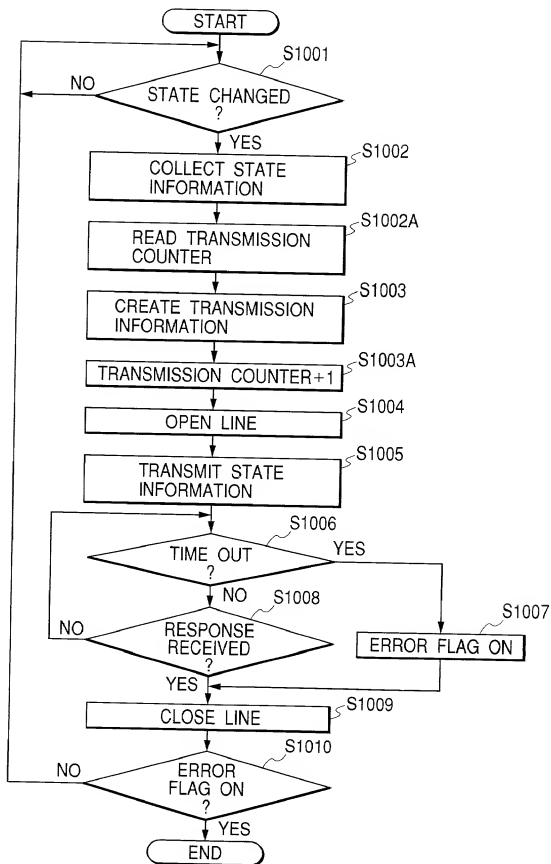 START
S1001
NO
STATE CHANGED
?
YES
S1002
COLLECT STATE
INFORMATION
S1002A
READ TRANSMISSION
COUNTER
S1003
CREATE TRANSMISSION
INFORMATION
S1003A
TRANSMISSION COUNTER+1
S1004
OPEN LINE
S1005
TRANSMIT STATE
INFORMATION
S1006
TIME OUT
?
YES
NO
S1008
S1007
NO
RESPONSE
RECEIVED
?
ERROR FLAG ON
YES
S1009
CLOSE LINE
S1010
NO
ERROR
FLAG ON
?
YES
END